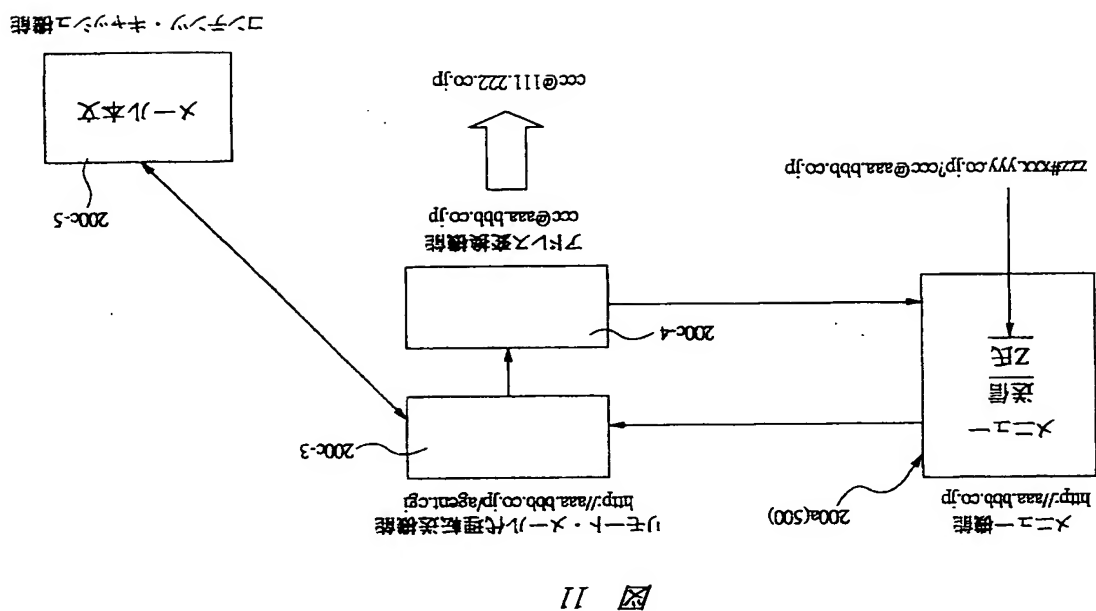 図 11
メニュー機能
http://aaa.bbb.co.jp
200a(500)
メニュー
送信
Z氏
zzz#xxx.yyy.co.jp?ccc@aaa.bbb.co.jp
リモート・メール代理転送機能
http://aaa.bbb.co.jp/agent.cgi
200c-3
200c-4
アドレス変換機能
ccc@aaa.bbb.co.jp
ccc@111.222.co.jp
200c-5
メール本文
コンテンツ・キャッシュ機能